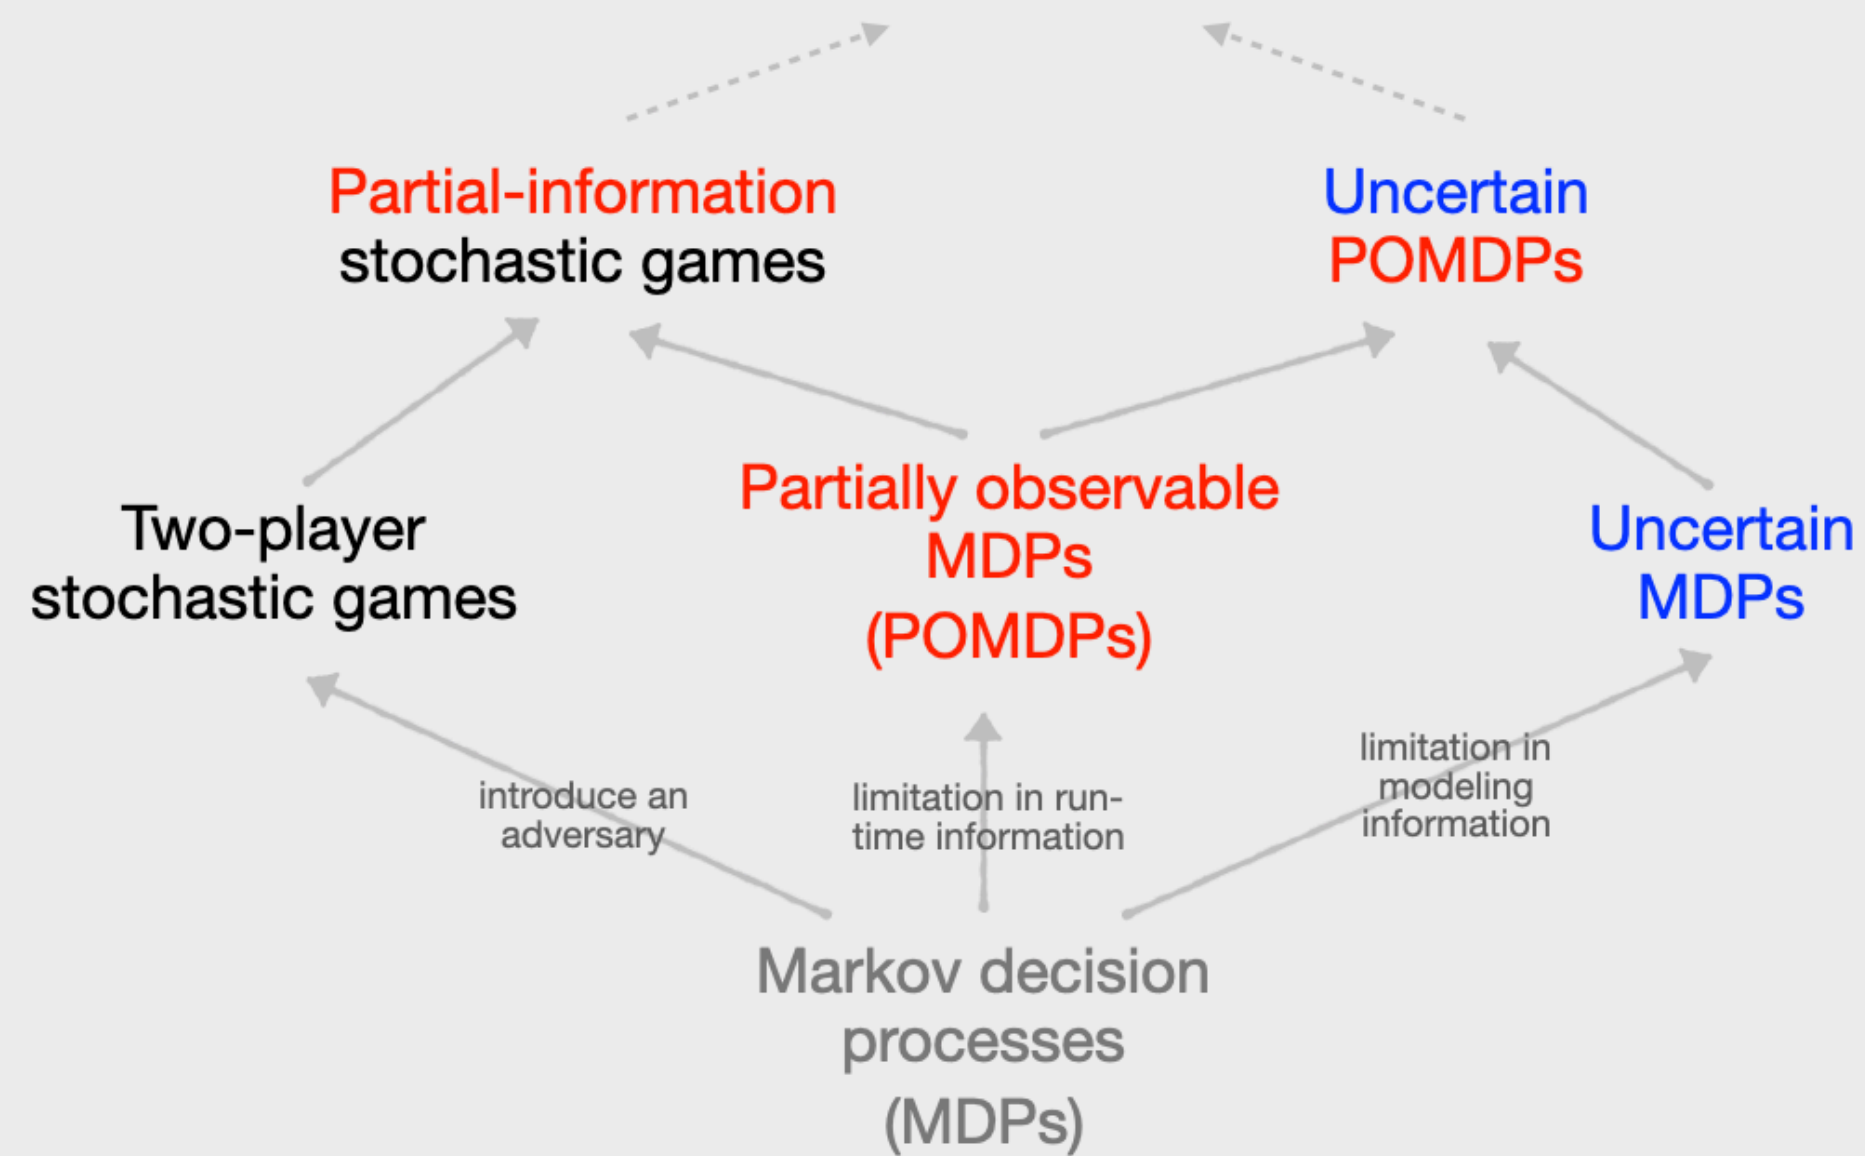 Partial-information
stochastic games
Uncertain
POMDPs
Two-player
stochastic games
Partially observable
MDPs
(POMDPs)
Uncertain
MDPs
introduce an
adversary
limitation in run-
time information
limitation in
modeling
information
Markov decision
processes
(MDPs)